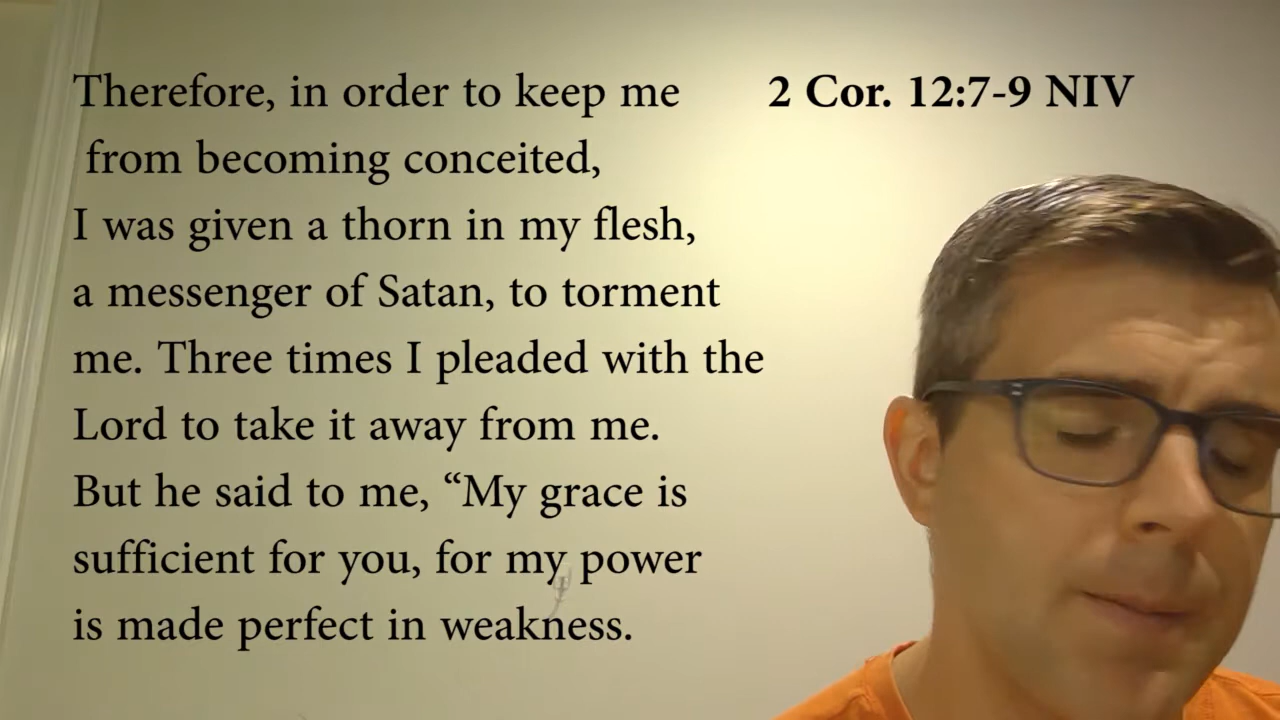 Therefore, in order to keep me
from becoming conceited,
I was given a thorn in my flesh,
a messenger of Satan, to torment
me. Three times I pleaded with the
Lord to take it away from me.
But he said to me, “My grace is
sufficient for you, for my power
is made perfect in weakness.
2 Cor. 12:7-9 NIV